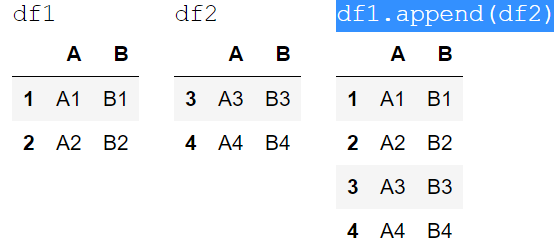 df1 df2 df1.append(df2)
A B A B A B
1 A1 B1 3 A3 B3 1 A1 B1
2 A2 B2 4 A4 B4 2 A2 B2
3 A3 B3
4 A4 B4